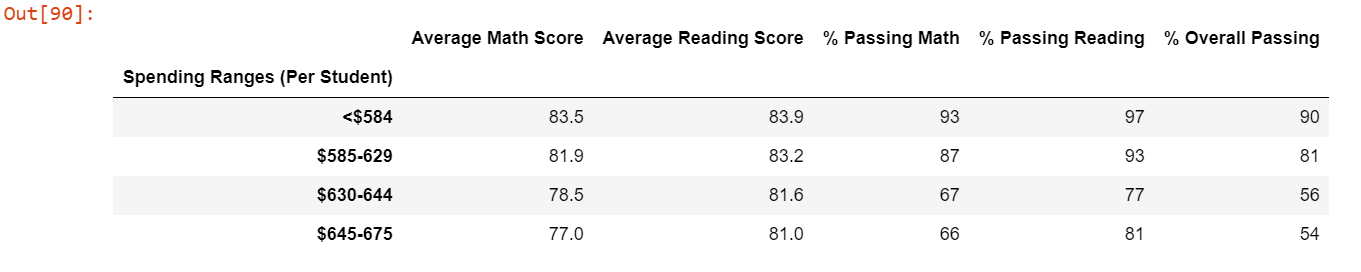 Out[90]:
Average Math Score Average Reading Score % Passing Math % Passing Reading % Overall Passing
Spending Ranges (Per Student)
<$584 83.5 83.9 93 97 90
$585-629 81.9 83.2 87 93 81
$630-644 78.5 81.6 67 77 56
$645-675 77.0 81.0 66 81 54